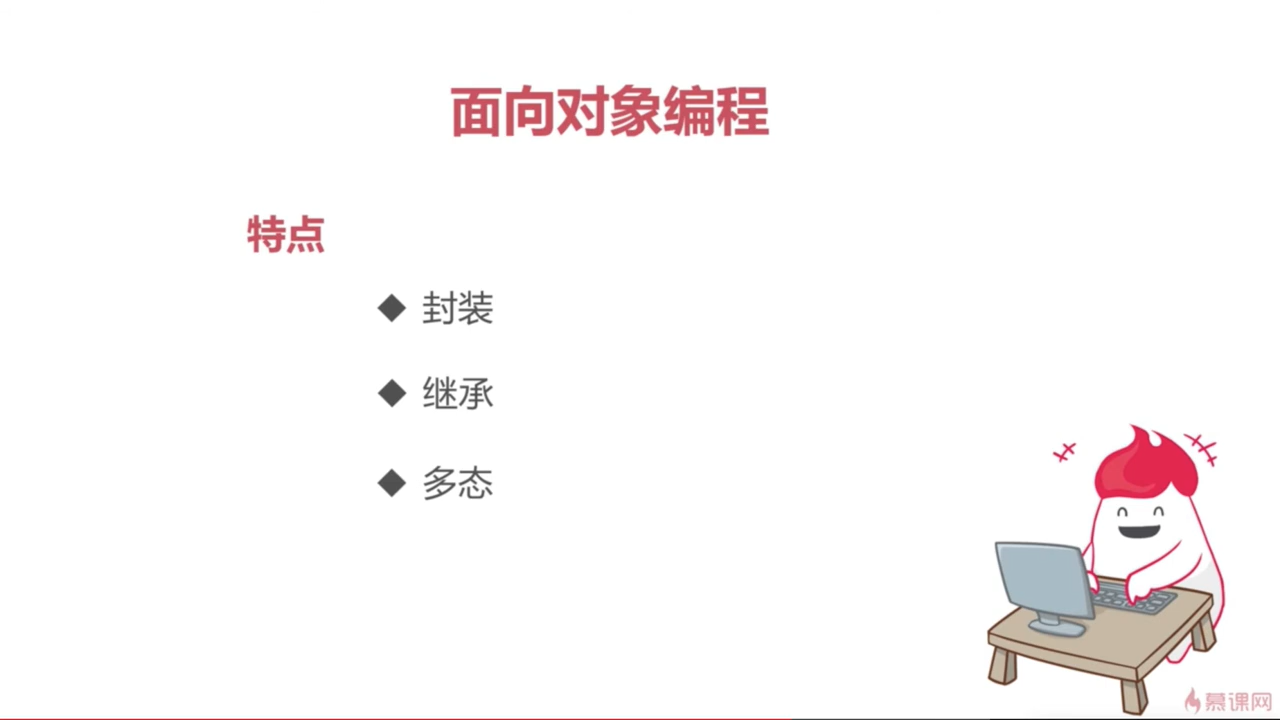 面向对象编程
特点
◆ 封装
◆ 继承
◆ 多态
慕课网